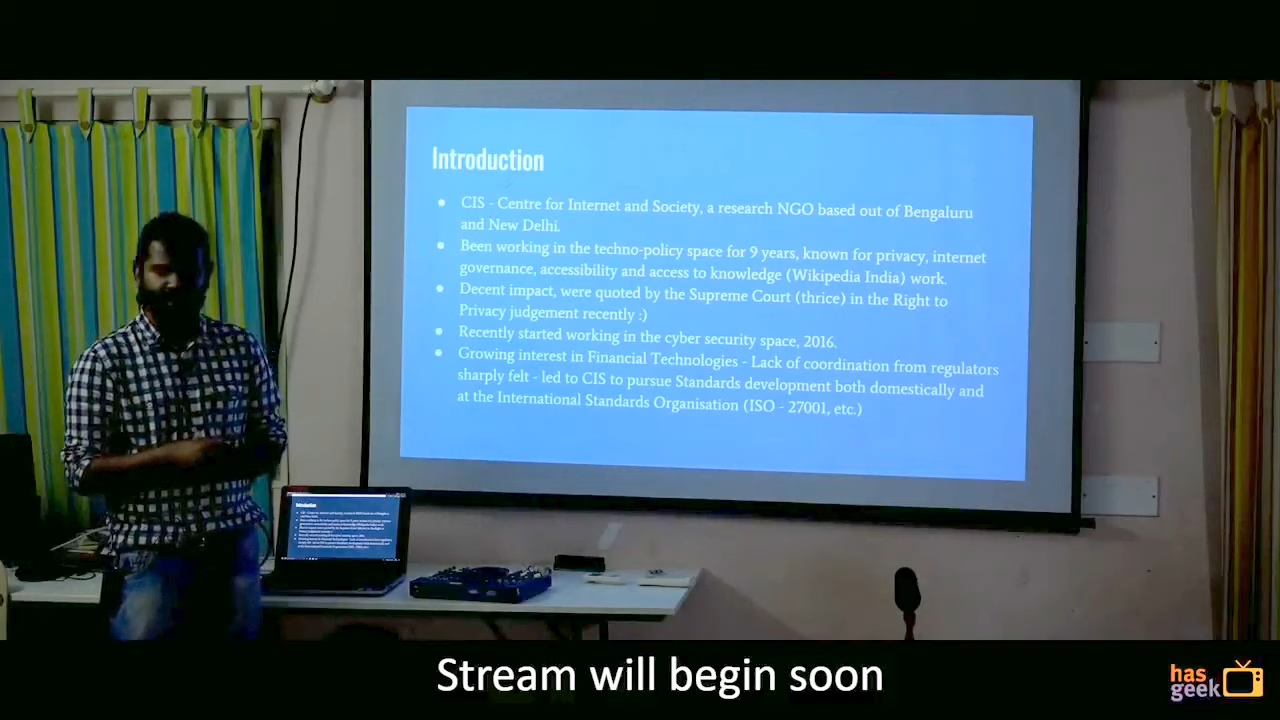 Introduction
CIS - Centre for Internet and Society, a research NGO based out of Bengaluru
and New Delhi.
Been working in the techno-policy space for 9 years, known for privacy, internet
governance, accessibility and access to knowledge (Wikipedia India) work.
Decent impact, were quoted by the Supreme Court (thrice) in the Right to
Privacy judgement recently :)
Recently started working in the cyber security space, 2016.
Growing interest in Financial Technologies - Lack of coordination from regulators
sharply felt - led to CIS to pursue Standards development both domestically and
at the International Standards Organisation (ISO - 27001, etc.)
Introduction
Stream will begin soon
has
geek